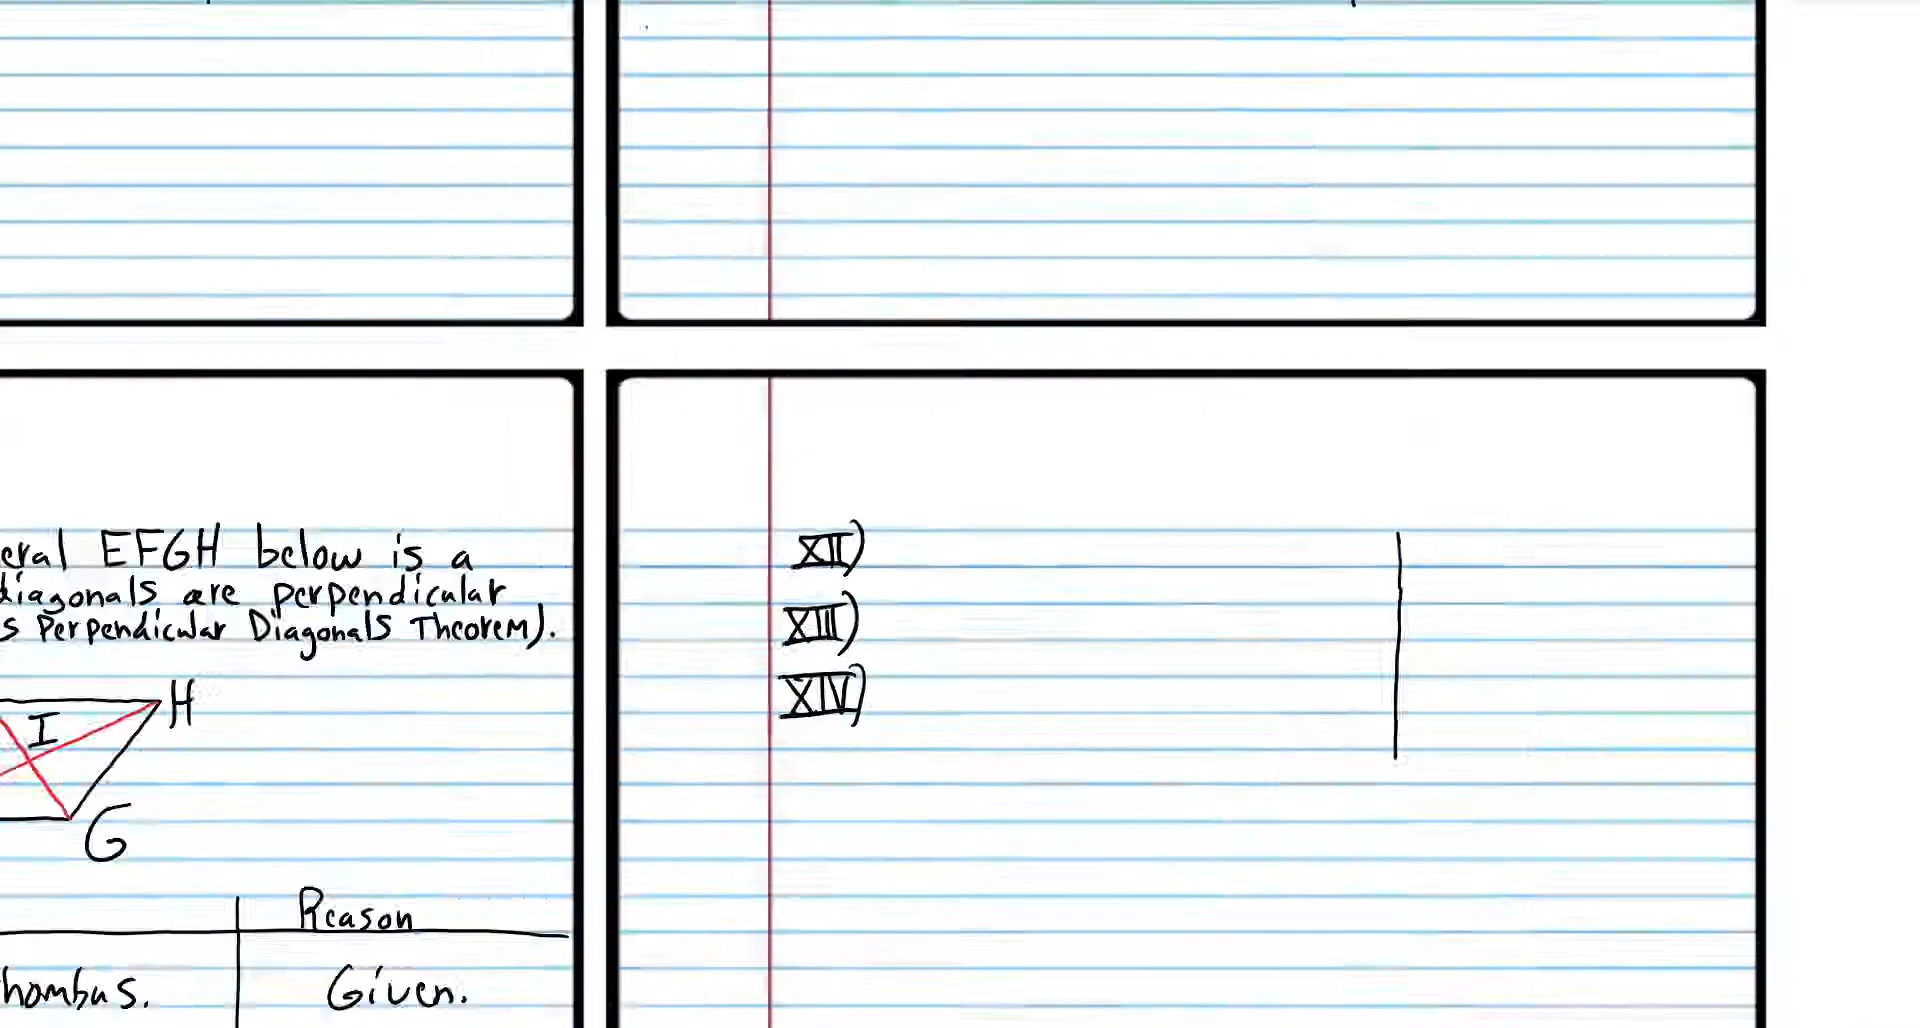 eral EFGH below is a
diagonals are perpendicular
s Perpendicular Diagonals Theorem).
H
I
G
Reason
hombus. Given.
XII)
XIII)
XIV)